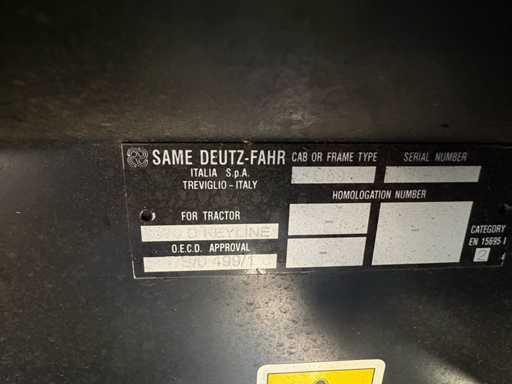 SAME DEUTZ-FAHR
ITALIA S.p.A.
TREVIGLIO - ITALY
CAB OR FRAME TYPE
SERIAL NUMBER
HOMOLOGATION NUMBER
-
-
-
FOR TRACTOR
D KEYLINE
O.E.C.D. APPROVAL
CATEGORY
EN 15695
2